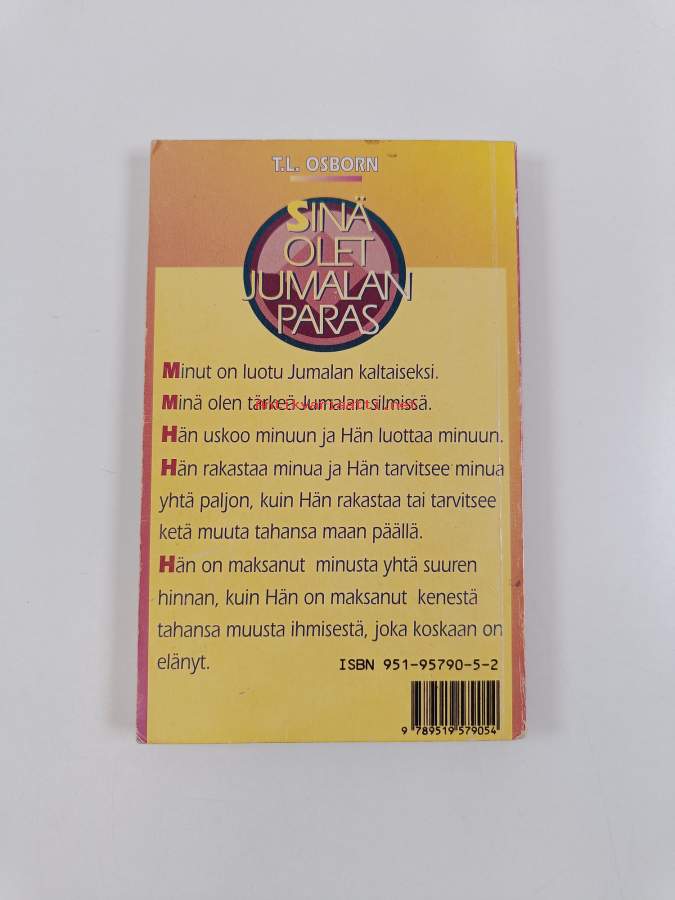 T.L. OSBORN
SINÄ
OLET
JUMALAN
PARAS
Minut on luotu Jumalan kaltaiseksi.
Minä olen tärkeä Jumalan silmissä.
Hän uskoo minuun ja Hän luottaa minuun.
Hän rakastaa minua ja Hän tarvitsee minua
yhtä paljon, kuin Hän rakastaa tai tarvitsee
ketä muuta tahansa maan päällä.
Hän on maksanut minusta yhtä suuren
hinnan, kuin Hän on maksanut kenestä
tahansa muusta ihmisestä, joka koskaan on
elänyt.
ISBN 951-95790-5-2
9 789519 579054